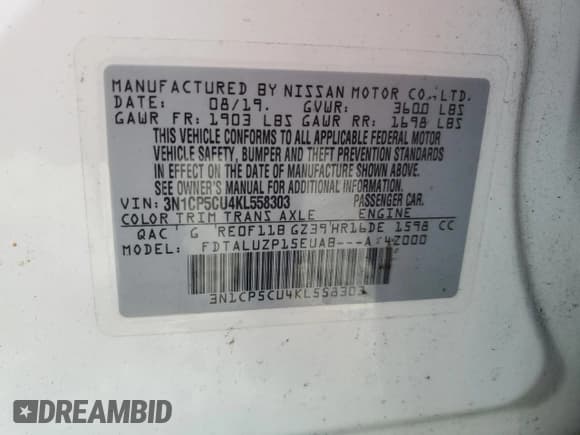 MANUFACTURED BY NISSAN MOTOR CO.,LTD.
DATE: 08/19. GVWR: 3600 LBS
GAWR FR: 1903 LBS GAWR RR: 1698 LBS
THIS VEHICLE CONFORMS TO ALL APPLICABLE FEDERAL MOTOR
VEHICLE SAFETY, BUMPER AND THEFT PREVENTION STANDARDS
IN EFFECT ON THE DATE OF MANUFACTURE SHOWN ABOVE.
SEE OWNER'S MANUAL FOR ADDITIONAL INFORMATION.
VIN: 3N1CP5CU4KL558303 PASSENGER CAR.
COLOR TRIM TRANS AXLE ENGINE
QAC G RE0F11B GZ39 HR16DE 1598 CC
MODEL: FDTALUZP15EUAB---A 4Z000
3N1CP5CU4KL558303
DREAMBID